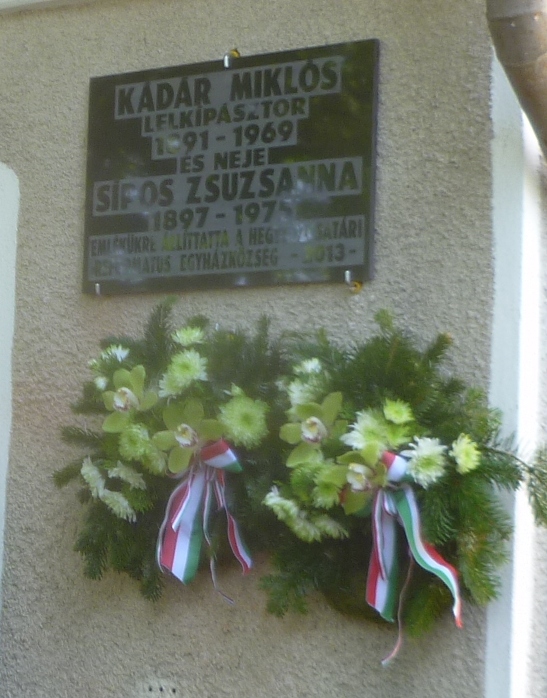 KÁDÁR MIKLÓS
LELKIPÁSZTOR
1891 - 1969
ÉS NEJE
SIPOS ZSUZSANNA
1897 -
EMLÉKÜKRE ÁLLÍTTATTA A
REFORMÁTUS EGYHÁZKÖZSÉG - 2013 -